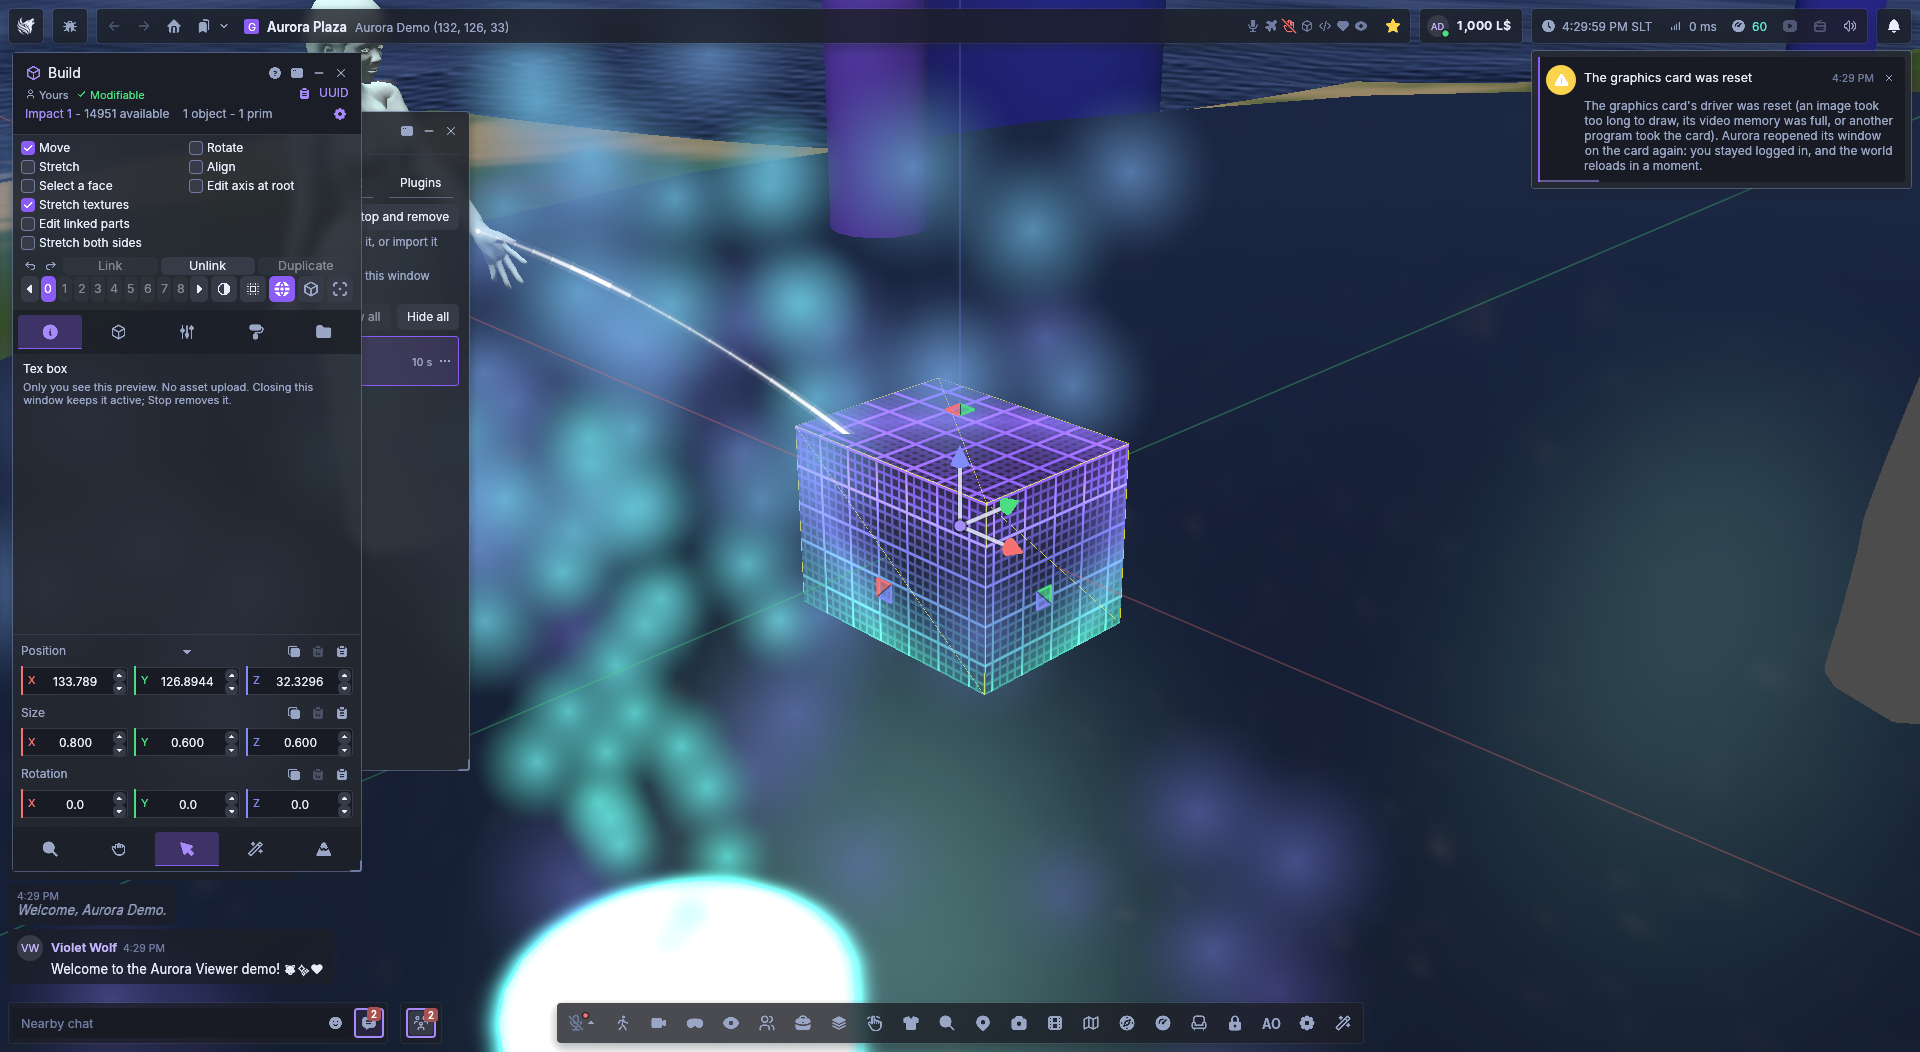 Aurora Plaza Aurora Demo (132, 126, 33)
AD 1,000 L$
4:29:59 PM SLT 0 ms 60
Build
Yours Modifiable
UUID
Impact 1 - 14951 available 1 object - 1 prim
Move
Rotate
Stretch
Align
Select a face
Edit axis at root
Stretch textures
Edit linked parts
Stretch both sides
Link Unlink Duplicate
0 1 2 3 4 5 6 7 8
Tex box
Only you see this preview. No asset upload. Closing this
window keeps it active; Stop removes it.
Position
X 133.789 Y 126.8944 Z 32.3296
Size
X 0.800 Y 0.600 Z 0.600
Rotation
X 0.0 Y 0.0 Z 0.0
Plugins
top and remove
it, or import it
this window
all Hide all
10 s
The graphics card was reset 4:29 PM
The graphics card's driver was reset (an image took
too long to draw, its video memory was full, or another
program took the card). Aurora reopened its window
on the card again: you stayed logged in, and the world
reloads in a moment.
4:29 PM
Welcome, Aurora Demo.
VW Violet Wolf 4:29 PM
Welcome to the Aurora Viewer demo!
Nearby chat
2
2
AO